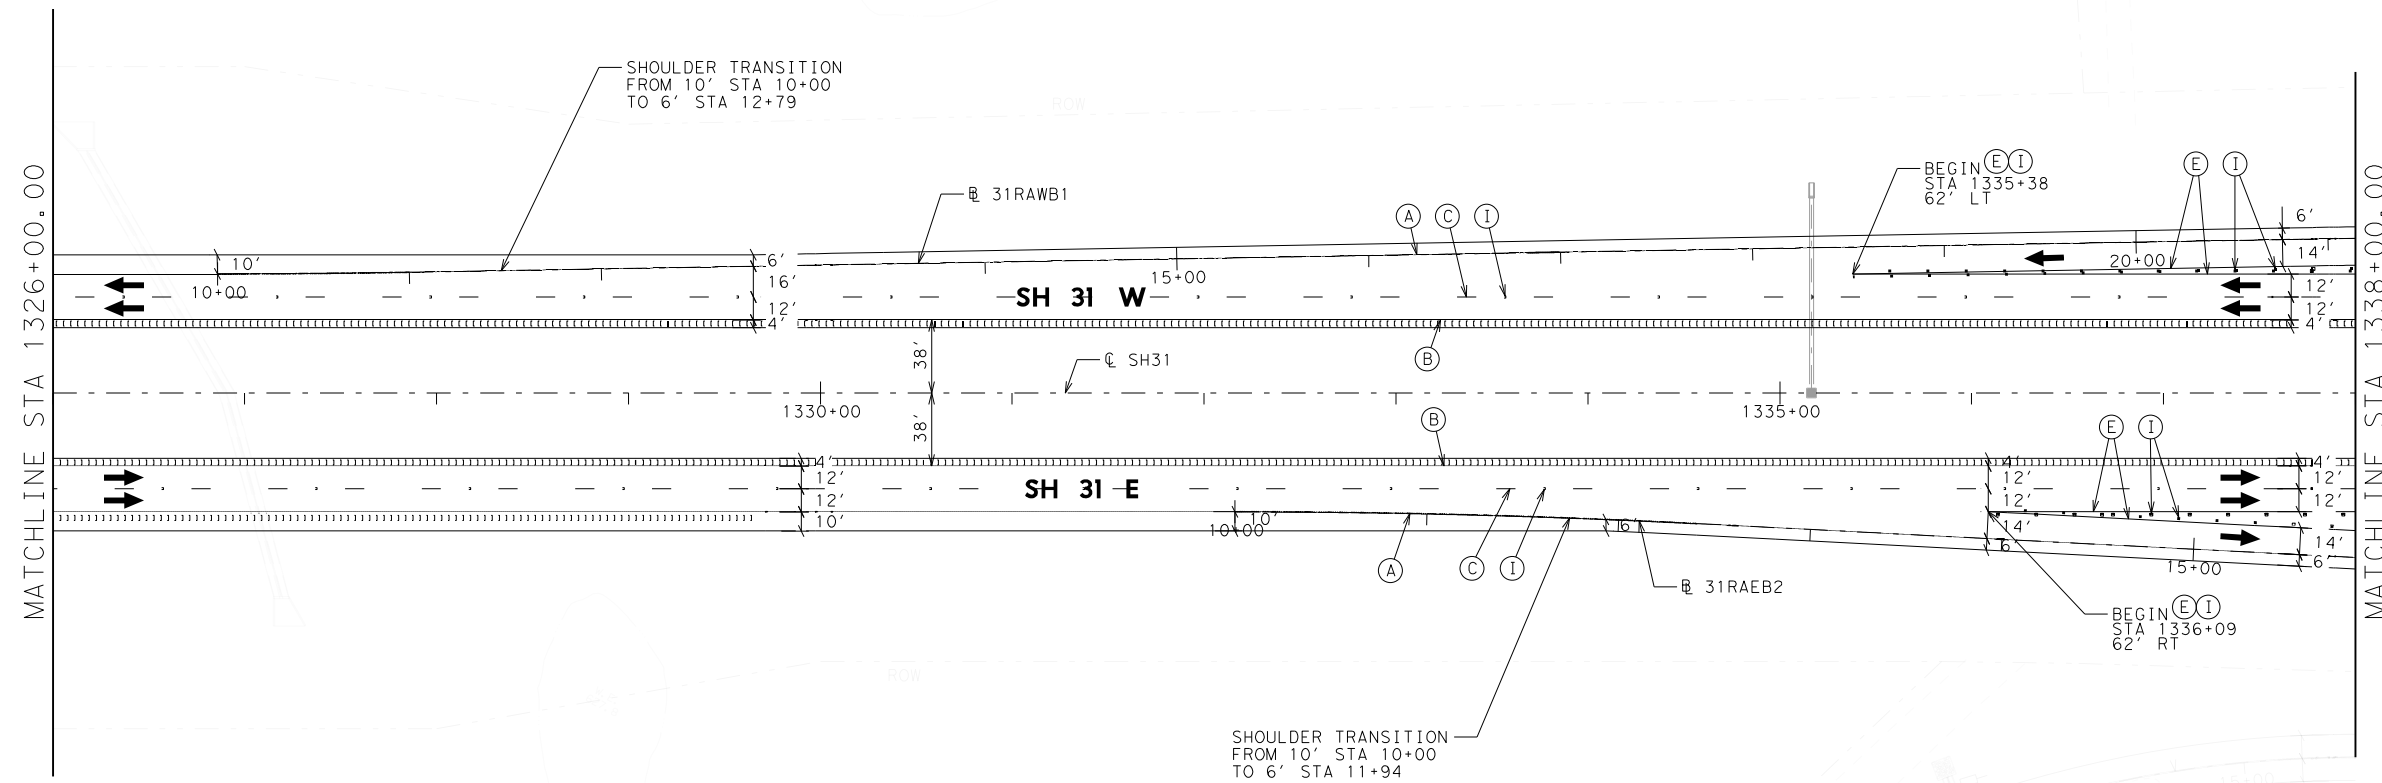 SHOULDER TRANSITION
FROM 10' STA 10+00
TO 6' STA 12+79
ROW
BEGIN E I
STA 1335+38
62' LT
E I
℄ 31RAWB1
A C I
6'
14'
10'
10+00
6'
16'
12'
4'
15+00
SH 31 W
20+00
12'
12'
4'
B
38'
℄ SH31
1330+00
1335+00
38'
B
E I
4'
12'
12'
10'
SH 31 E
10'
10+00
6'
4'
12'
12'
14'
6'
4'
12'
12'
14'
6'
15+00
A C I
℄ 31RAEB2
BEGIN E I
STA 1336+09
62' RT
ROW
SHOULDER TRANSITION
FROM 10' STA 10+00
TO 6' STA 11+94
15+00
MATCHLINE STA 1326+00.00
MATCHLINE STA 1338+00.00